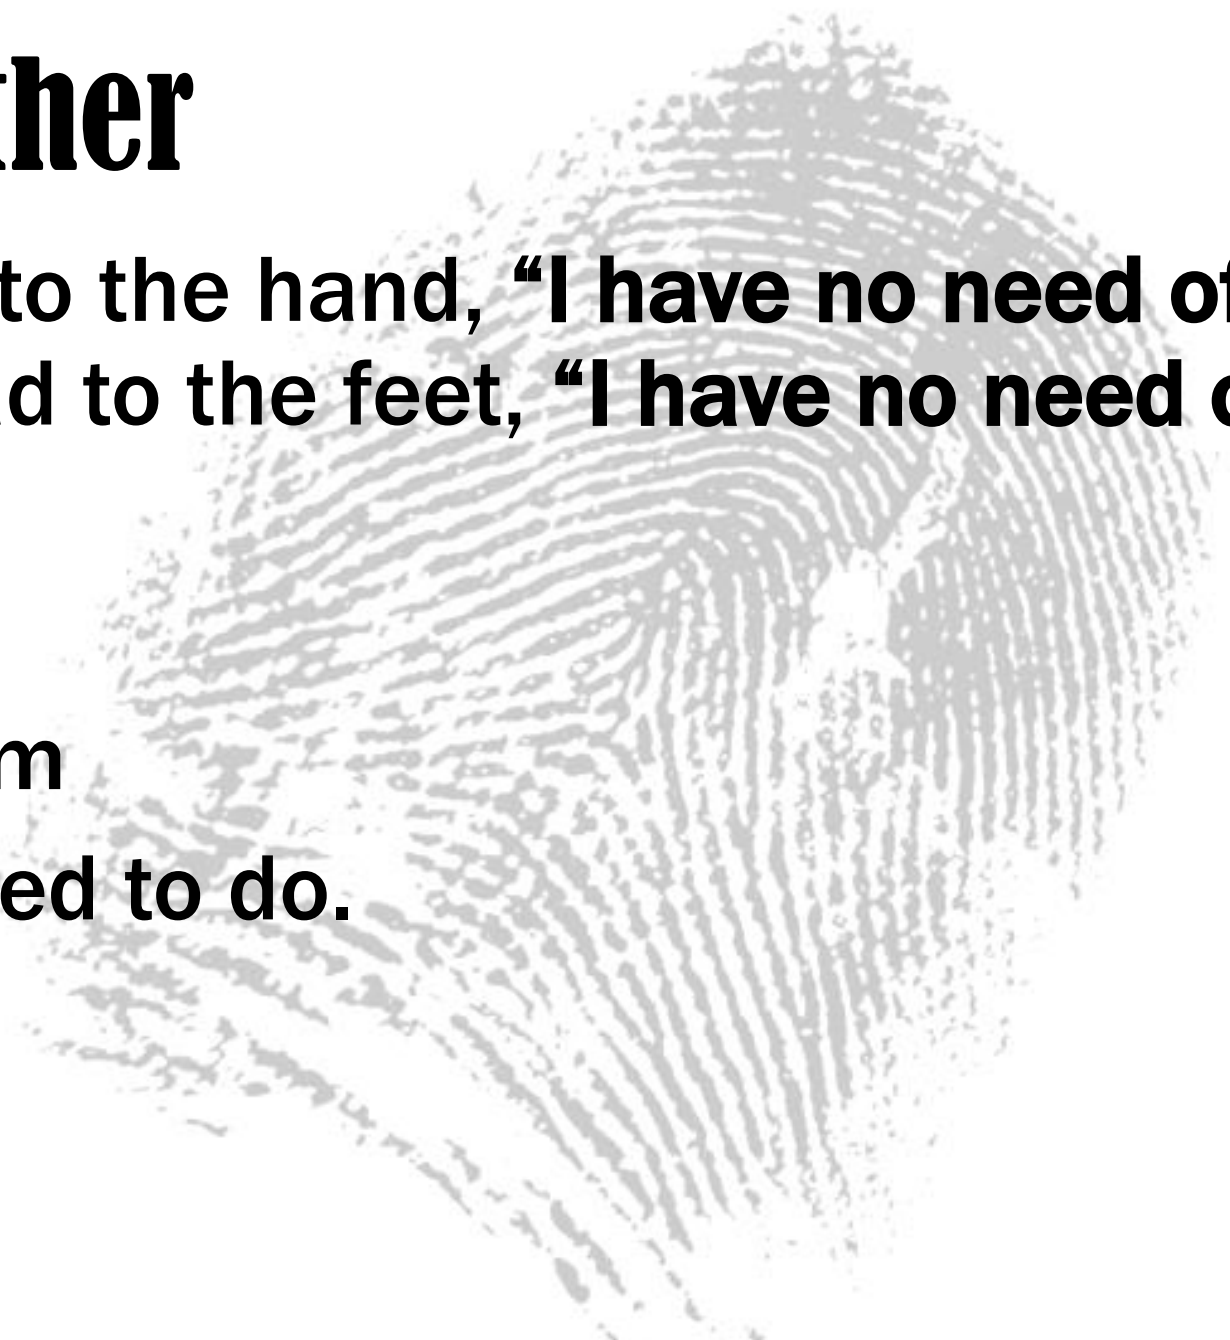 ther
to the hand, “I have no need of
d to the feet, “I have no need
m
ed to do.